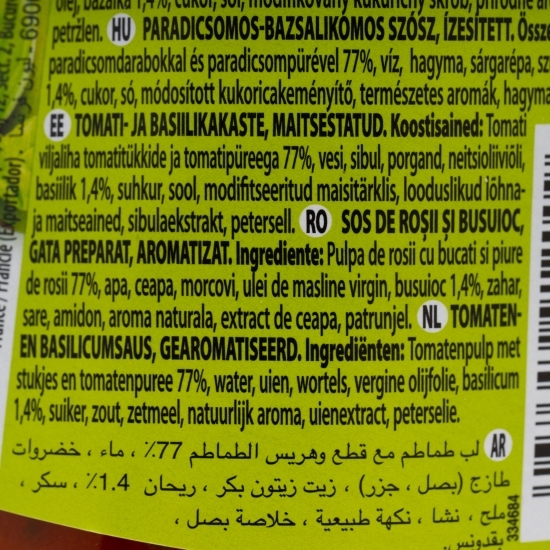 olej, bazalka 1,4%, cukor, soľ, modifikovaný kukuričný škrob, prírodné
petržlen. HU PARADICSOMOS-BAZSALIKOMOS SZÓSZ, ÍZESÍTETT. Össze
paradicsomdarabokkal és paradicsompürével 77%, víz, hagyma, sárgarépa, sz
1,4%, cukor, só, módosított kukoricakeményítő, természetes aromák, hagyma
EE TOMATI- JA BASIILIKAKASTE, MAITSESTATUD. Koostisained: Tomati
viljaliha tomatitükkide ja tomatipüreega 77%, vesi, sibul, porgand, neitsioliiviõli,
basiilik 1,4%, suhkur, sool, modifitseeritud maisitärklis, looduslikud lõhna-
ja maitseained, sibulaekstrakt, petersell. RO SOS DE ROȘII ȘI BUSUIOC,
GATA PREPARAT, AROMATIZAT. Ingrediente: Pulpa de rosii cu bucati si piure
de rosii 77%, apa, ceapa, morcovi, ulei de masline virgin, busuioc 1,4%, zahar,
sare, amidon, aroma naturala, extract de ceapa, patrunjel. NL TOMATEN-
EN BASILICUMSAUS, GEAROMATISEERD. Ingrediënten: Tomatenpulp met
stukjes en tomatenpuree 77%, water, uien, wortels, vergine olijfolie, basilicum
1,4%, suiker, zout, zetmeel, natuurlijk aroma, uienextract, peterselie.
AR لب طماطم مع قطع وهريس الطماطم 77٪ ، ماء ، خضروات
طازج (بصل ، جزر) ، زيت زيتون بكر ، ريحان 1.4٪ ، سكر ،
ملح ، نشا ، نكهة طبيعية ، خلاصة بصل ،
بقدونس.
334684
France / Francie (Exportador)